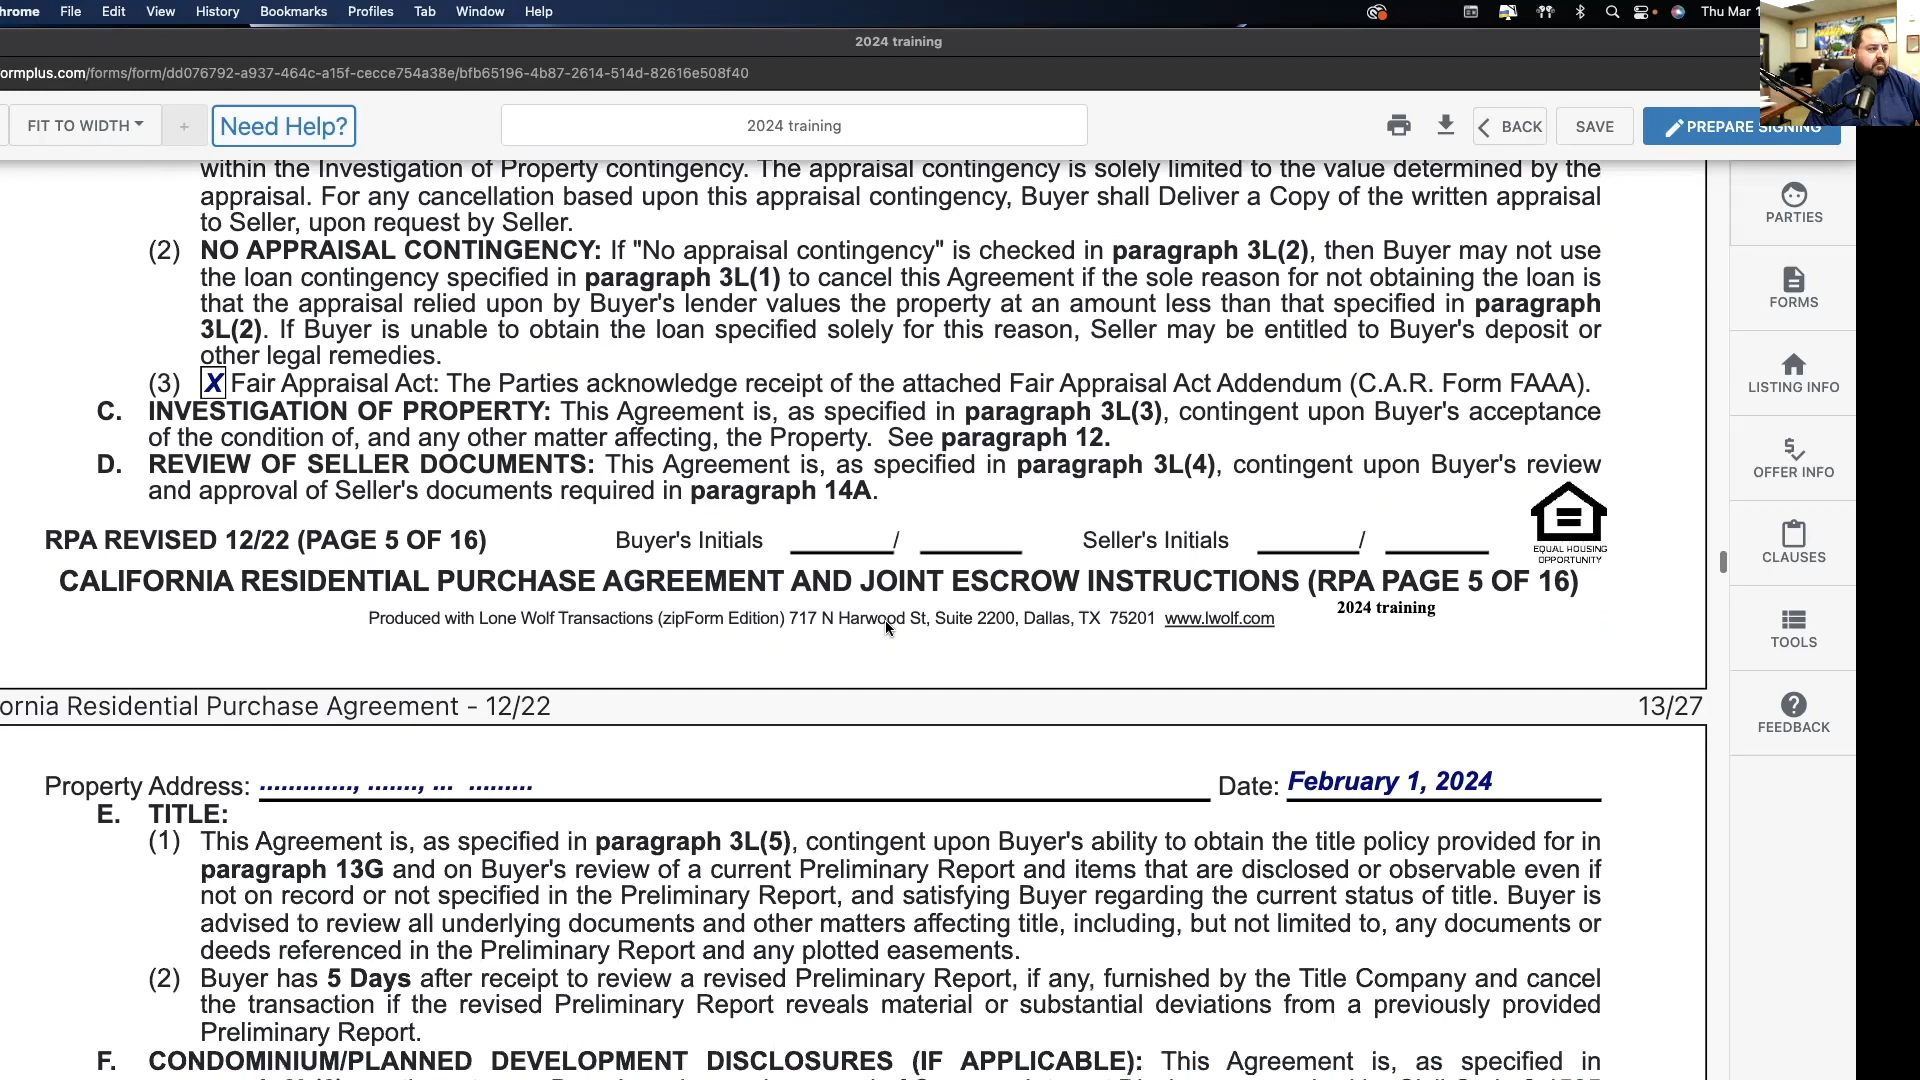 hrome File Edit View History Bookmarks Profiles Tab Window Help Thu Mar
2024 training
ormplus.com/forms/form/dd076792-a937-464c-a15f-cecce754a38e/bfb65196-4b87-2614-514d-82616e508f40
FIT TO WIDTH + Need Help? 2024 training BACK SAVE PREPARE SIGNING
within the Investigation of Property contingency. The appraisal contingency is solely limited to the value determined by the
appraisal. For any cancellation based upon this appraisal contingency, Buyer shall Deliver a Copy of the written appraisal
to Seller, upon request by Seller.
(2) NO APPRAISAL CONTINGENCY: If "No appraisal contingency" is checked in paragraph 3L(2), then Buyer may not use
the loan contingency specified in paragraph 3L(1) to cancel this Agreement if the sole reason for not obtaining the loan is
that the appraisal relied upon by Buyer's lender values the property at an amount less than that specified in paragraph
3L(2). If Buyer is unable to obtain the loan specified solely for this reason, Seller may be entitled to Buyer's deposit or
other legal remedies.
(3) X Fair Appraisal Act: The Parties acknowledge receipt of the attached Fair Appraisal Act Addendum (C.A.R. Form FAAA).
C. INVESTIGATION OF PROPERTY: This Agreement is, as specified in paragraph 3L(3), contingent upon Buyer's acceptance
of the condition of, and any other matter affecting, the Property. See paragraph 12.
D. REVIEW OF SELLER DOCUMENTS: This Agreement is, as specified in paragraph 3L(4), contingent upon Buyer's review
and approval of Seller's documents required in paragraph 14A.
EQUAL HOUSING
OPPORTUNITY
RPA REVISED 12/22 (PAGE 5 OF 16) Buyer's Initials / Seller's Initials /
CALIFORNIA RESIDENTIAL PURCHASE AGREEMENT AND JOINT ESCROW INSTRUCTIONS (RPA PAGE 5 OF 16)
Produced with Lone Wolf Transactions (zipForm Edition) 717 N Harwood St, Suite 2200, Dallas, TX 75201 www.lwolf.com 2024 training
ornia Residential Purchase Agreement - 12/22 13/27
Property Address: ............., ......., ... ......... Date: February 1, 2024
E. TITLE:
(1) This Agreement is, as specified in paragraph 3L(5), contingent upon Buyer's ability to obtain the title policy provided for in
paragraph 13G and on Buyer's review of a current Preliminary Report and items that are disclosed or observable even if
not on record or not specified in the Preliminary Report, and satisfying Buyer regarding the current status of title. Buyer is
advised to review all underlying documents and other matters affecting title, including, but not limited to, any documents or
deeds referenced in the Preliminary Report and any plotted easements.
(2) Buyer has 5 Days after receipt to review a revised Preliminary Report, if any, furnished by the Title Company and cancel
the transaction if the revised Preliminary Report reveals material or substantial deviations from a previously provided
Preliminary Report.
F. CONDOMINIUM/PLANNED DEVELOPMENT DISCLOSURES (IF APPLICABLE): This Agreement is, as specified in
PARTIES
FORMS
LISTING INFO
OFFER INFO
CLAUSES
TOOLS
FEEDBACK